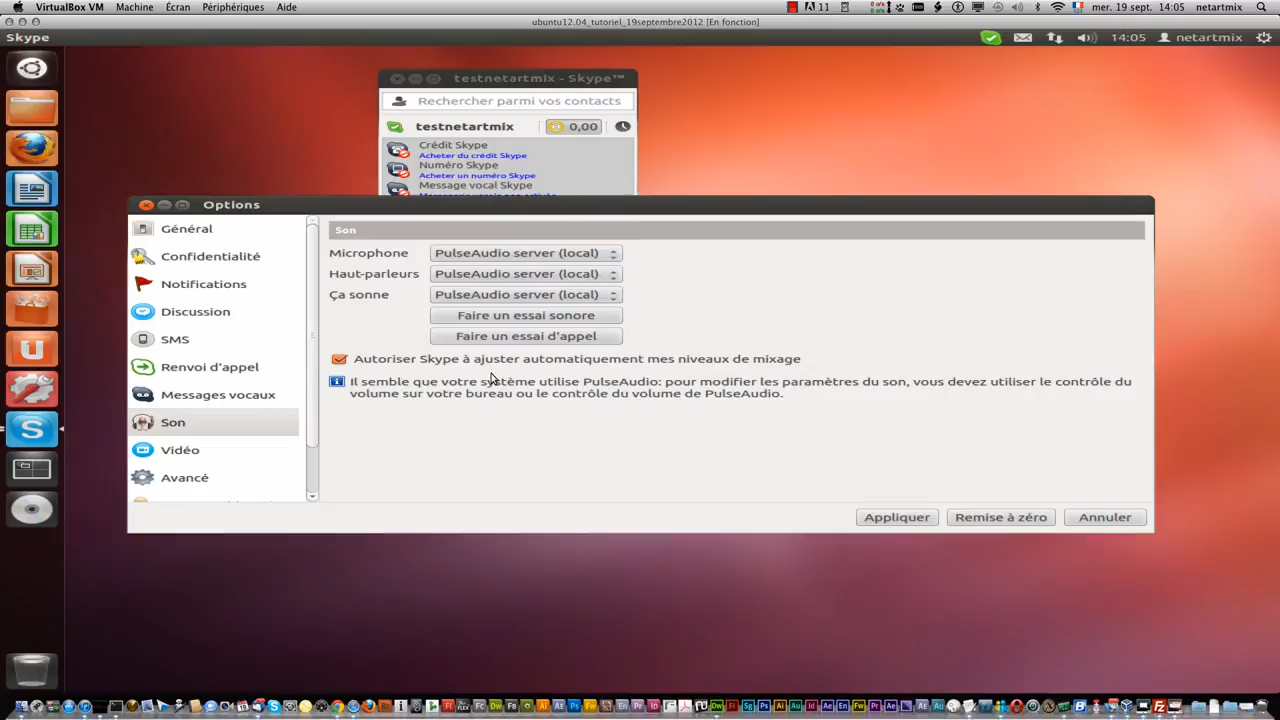 VirtualBox VM Machine Écran Périphériques Aide
11
mer. 19 sept. 14:05 netartmix
ubuntu12.04_tutoriel_19septembre2012 [En fonction]
Skype
14:05 netartmix
testnetartmix - Skype™
Rechercher parmi vos contacts
testnetartmix 0,00
Crédit Skype
Acheter du crédit Skype
Numéro Skype
Acheter un numéro Skype
Message vocal Skype
Options
Général
Confidentialité
Notifications
Discussion
SMS
Renvoi d'appel
Messages vocaux
Son
Vidéo
Avancé
Son
Microphone PulseAudio server (local)
Haut-parleurs PulseAudio server (local)
Ça sonne PulseAudio server (local)
Faire un essai sonore
Faire un essai d'appel
Autoriser Skype à ajuster automatiquement mes niveaux de mixage
Il semble que votre système utilise PulseAudio: pour modifier les paramètres du son, vous devez utiliser le contrôle du
volume sur votre bureau ou le contrôle du volume de PulseAudio.
Appliquer Remise à zéro Annuler